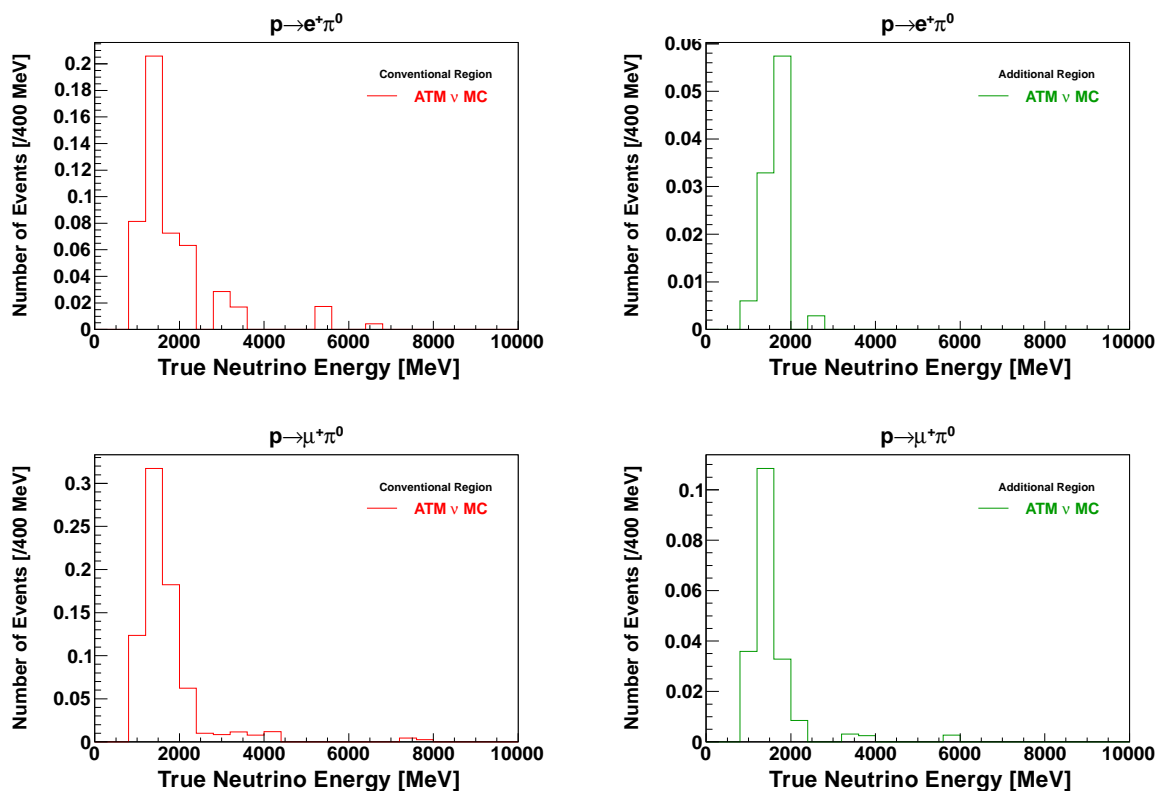 p→e⁺π⁰
Number of Events [/400 MeV]
0.2
0.18
0.16
0.14
0.12
0.1
0.08
0.06
0.04
0.02
0
Conventional Region
ATM ν MC
0 2000 4000 6000 8000 10000
True Neutrino Energy [MeV]
p→e⁺π⁰
Number of Events [/400 MeV]
0.06
0.05
0.04
0.03
0.02
0.01
0
Additional Region
ATM ν MC
0 2000 4000 6000 8000 10000
True Neutrino Energy [MeV]
p→μ⁺π⁰
Number of Events [/400 MeV]
0.3
0.25
0.2
0.15
0.1
0.05
0
Conventional Region
ATM ν MC
0 2000 4000 6000 8000 10000
True Neutrino Energy [MeV]
p→μ⁺π⁰
Number of Events [/400 MeV]
0.1
0.08
0.06
0.04
0.02
0
Additional Region
ATM ν MC
0 2000 4000 6000 8000 10000
True Neutrino Energy [MeV]